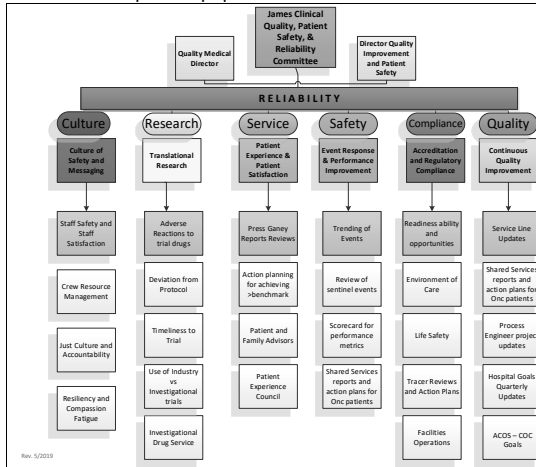 James Clinical
Quality, Patient
Safety, &
Reliability
Committee
Quality Medical
Director
Director Quality
Improvement
and Patient
Safety
RELIABILITY
Culture
Research
Service
Safety
Compliance
Quality
Culture of
Safety and
Messaging
Translational
Research
Patient
Experience &
Patient
Satisfaction
Event Response
& Performance
Improvement
Accreditation
and Regulatory
Compliance
Continuous
Quality
Improvement
Staff Safety and
Staff
Satisfaction
Adverse
Reactions to
trial drugs
Press Ganey
Reports Reviews
Trending of
Events
Readiness ability
and
opportunities
Service Line
Updates
Crew Resource
Management
Deviation from
Protocol
Action planning
for achieving
>benchmark
Review of
sentinel events
Environment of
Care
Shared Services
reports and
action plans for
Onc patients
Just Culture and
Accountability
Timeliness to
Trial
Patient and
Family Advisors
Scorecard for
performance
metrics
Life Safety
Process
Engineer project
updates
Resiliency and
Compassion
Fatigue
Use of Industry
vs
Investigational
trials
Patient
Experience
Council
Shared Services
reports and
action plans for
Onc patients
Tracer Reviews
and Action Plans
Hospital Goals
Quarterly
Updates
Investigational
Drug Service
Facilities
Operations
ACOS – COC
Goals
Rev. 5/2019